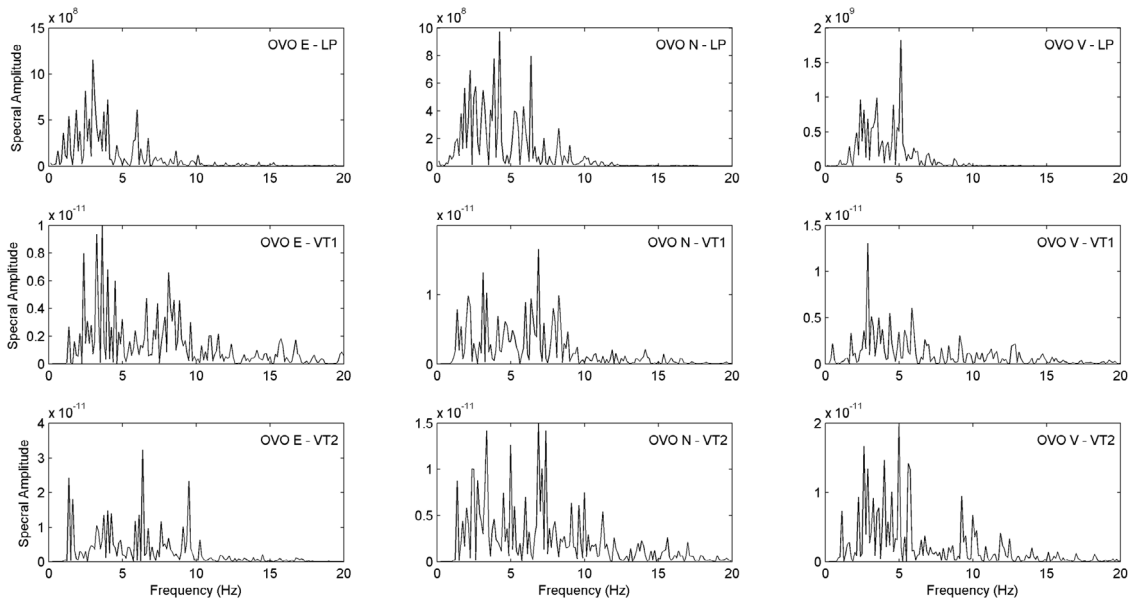 x 10^8
15
10
5
0
0 5 10 15 20
Specral Amplitude
OVO E - LP
x 10^8
10
8
6
4
2
0
0 5 10 15 20
OVO N - LP
x 10^9
2
1.5
1
0.5
0
0 5 10 15 20
OVO V - LP
x 10^-11
1
0.8
0.6
0.4
0.2
0
0 5 10 15 20
Specral Amplitude
OVO E - VT1
x 10^-11
1
0
0 5 10 15 20
OVO N - VT1
x 10^-11
1.5
1
0.5
0
0 5 10 15 20
OVO V - VT1
x 10^-11
4
3
2
1
0
0 5 10 15 20
Specral Amplitude
Frequency (Hz)
OVO E - VT2
x 10^-11
1.5
1
0.5
0
0 5 10 15 20
Frequency (Hz)
OVO N - VT2
x 10^-11
2
1.5
1
0.5
0
0 5 10 15 20
Frequency (Hz)
OVO V - VT2